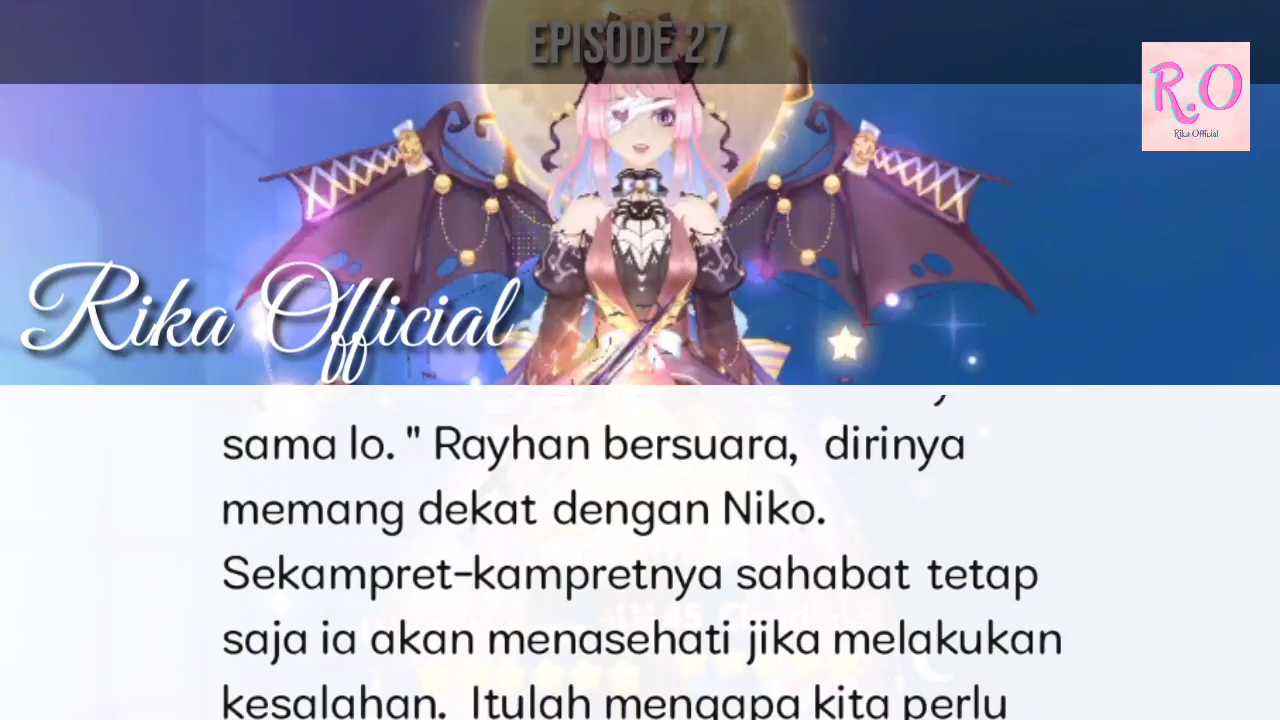 EPISODE 27
R.O
Rika Official
Rika Official
sama lo. " Rayhan bersuara, dirinya
memang dekat dengan Niko.
Sekampret-kampretnya sahabat tetap
saja ia akan menasehati jika melakukan
kesalahan. Itulah mengapa kita perlu